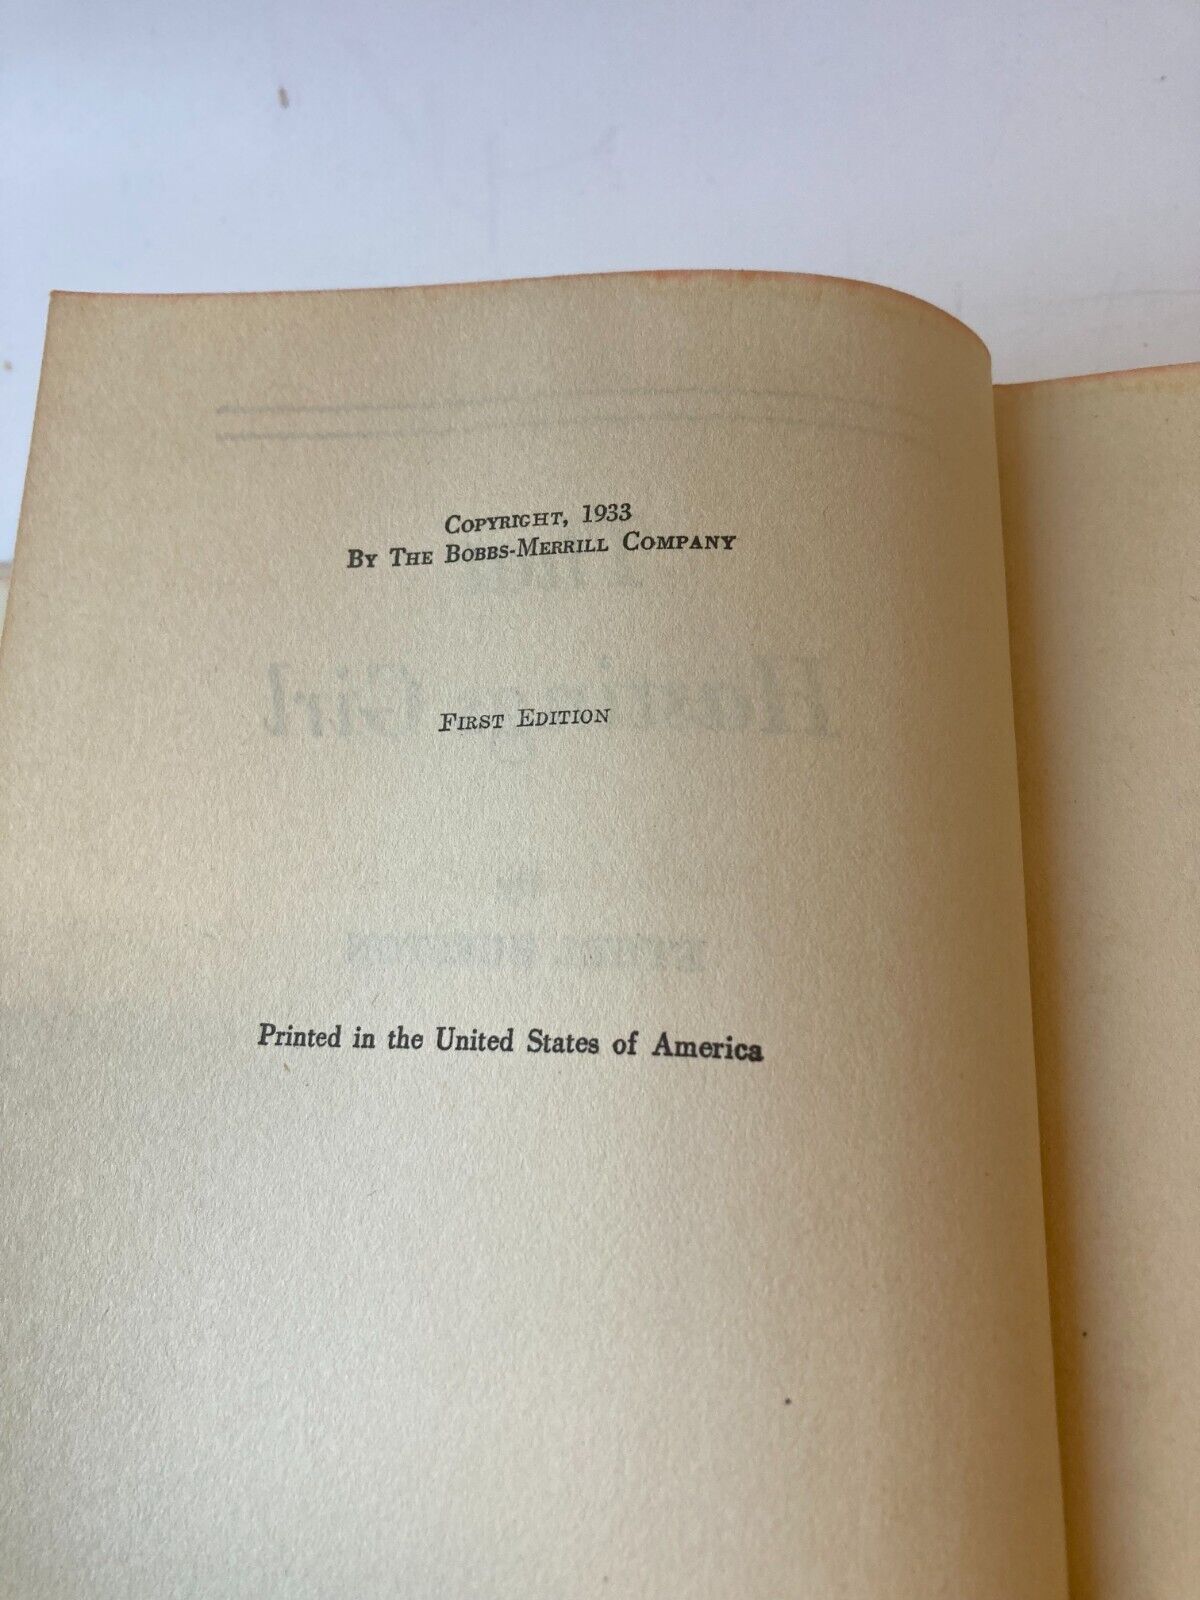 COPYRIGHT, 1933
BY THE BOBBS-MERRILL COMPANY
FIRST EDITION
Printed in the United States of America